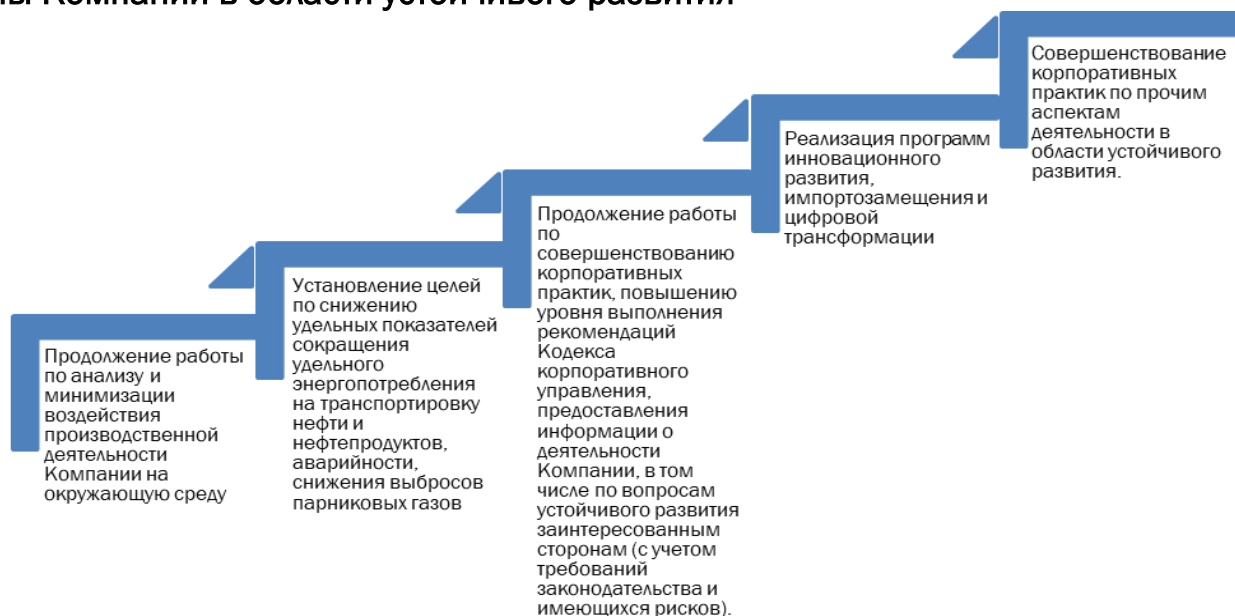 Компании в области устойчивого развития
Продолжение работы
по анализу и
минимизации
воздействия
производственной
деятельности
Компании на
окружающую среду
Установление целей
по снижению
удельных показателей
сокращения
удельного
энергопотребления
на транспортировку
нефти и
нефтепродуктов,
аварийности,
снижения выбросов
парниковых газов
Продолжение работы
по
совершенствованию
корпоративных
практик, повышению
уровня выполнения
рекомендаций
Кодекса
корпоративного
управления,
предоставления
информации о
деятельности
Компании, в том
числе по вопросам
устойчивого развития
заинтересованным
сторонам (с учетом
требований
законодательства и
имеющихся рисков).
Реализация программ
инновационного
развития,
импортозамещения и
цифровой
трансформации
Совершенствование
корпоративных
практик по прочим
аспектам
деятельности в
области устойчивого
развития.